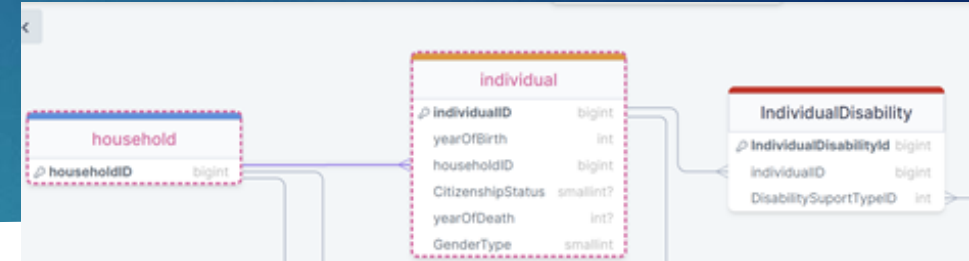 household
householdID bigint
individual
individualID bigint
yearOfBirth int
householdID bigint
CitizenshipStatus smallint?
yearOfDeath int?
GenderType smallint
IndividualDisability
IndividualDisabilityId bigint
individualID bigint
DisabilitySuportTypeID int